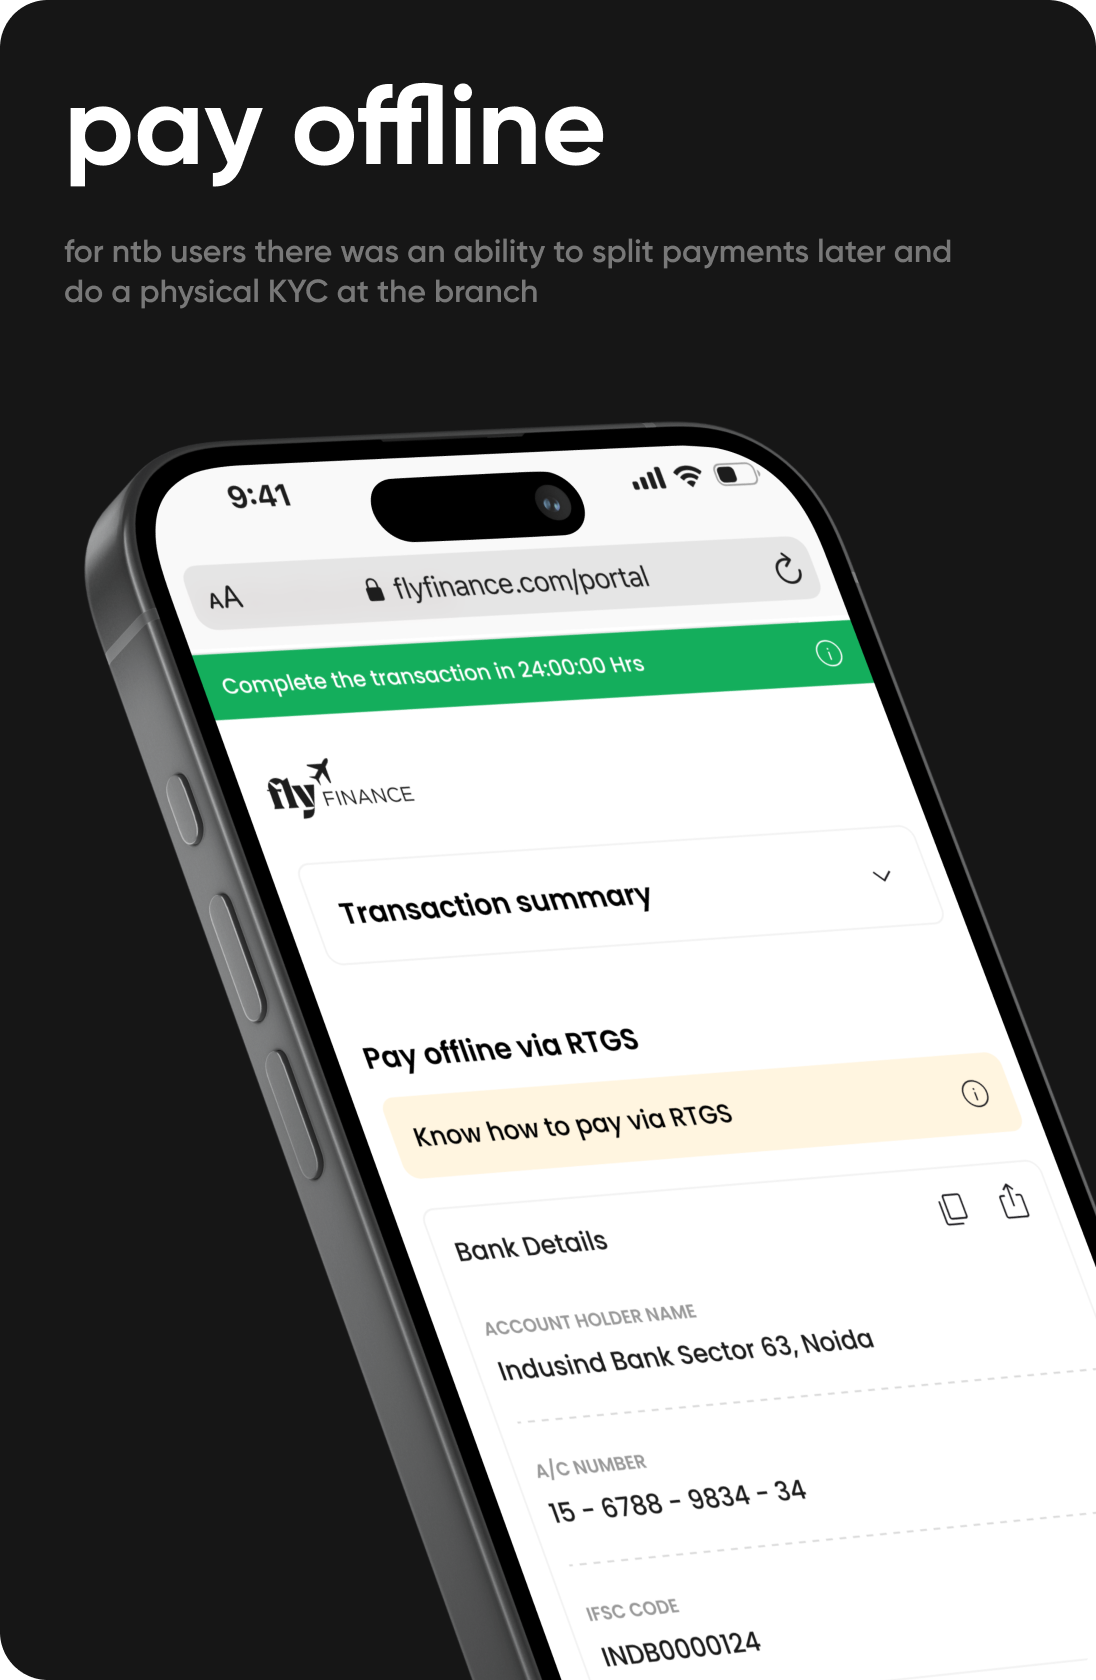 pay offline
for ntb users there was an ability to split payments later and
do a physical KYC at the branch
9:41
AA flyfinance.com/portal
Complete the transaction in 24:00:00 Hrs
fly FINANCE
Transaction summary
Pay offline via RTGS
Know how to pay via RTGS
Bank Details
ACCOUNT HOLDER NAME
Indusind Bank Sector 63, Noida
A/C NUMBER
15 - 6788 - 9834 - 34
IFSC CODE
INDB0000124